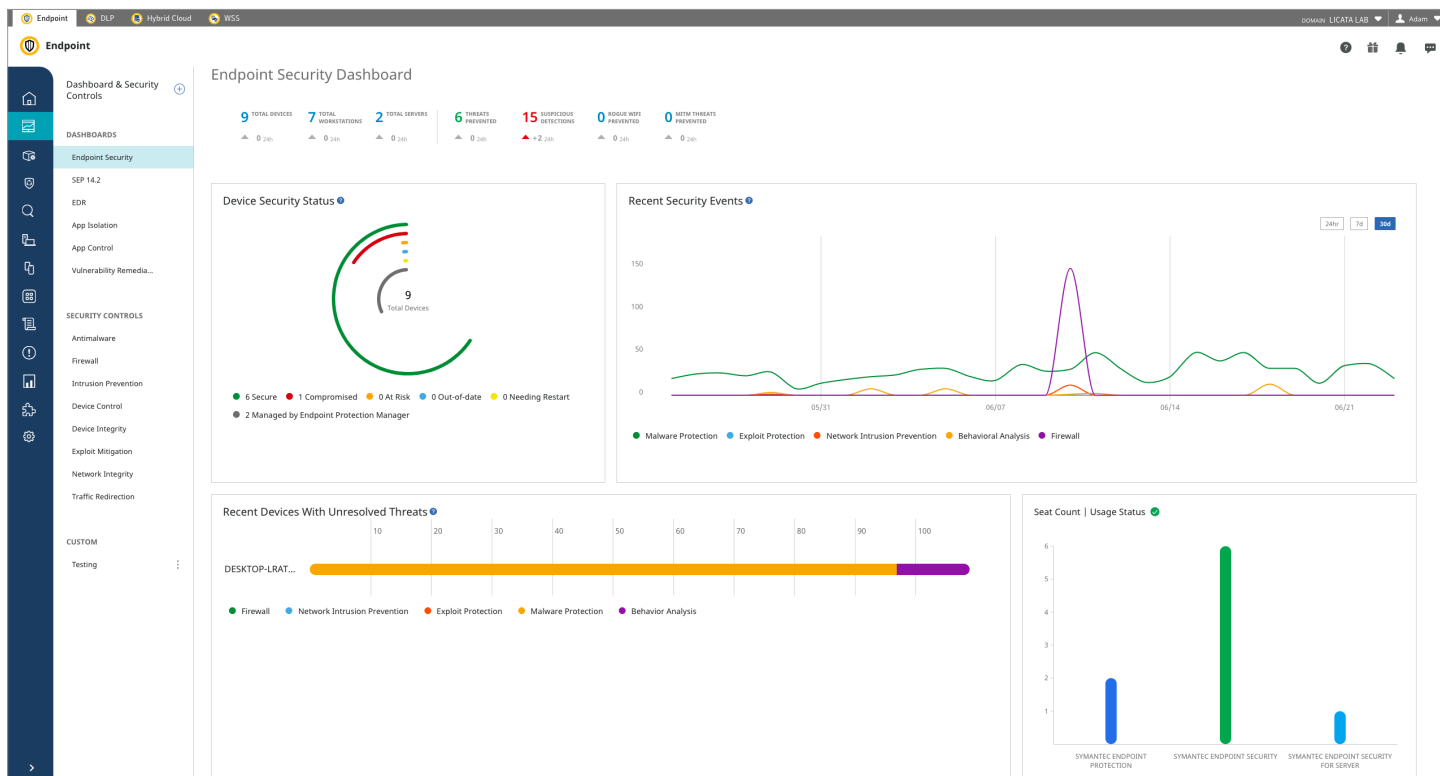 Endpoint DLP Hybrid Cloud WSS DOMAIN LICATA LAB Adam
Endpoint
Dashboard & Security
Controls
DASHBOARDS
Endpoint Security
SEP 14.2
EDR
App Isolation
App Control
Vulnerability Remedia...
SECURITY CONTROLS
Antimalware
Firewall
Intrusion Prevention
Device Control
Device Integrity
Exploit Mitigation
Network Integrity
Traffic Redirection
CUSTOM
Testing
Endpoint Security Dashboard
9 TOTAL DEVICES
0 24h
7 TOTAL WORKSTATIONS
0 24h
2 TOTAL SERVERS
0 24h
6 THREATS PREVENTED
0 24h
15 SUSPICIOUS DETECTIONS
+2 24h
0 ROGUE WIFI PREVENTED
0 24h
0 MITM THREATS PREVENTED
0 24h
Device Security Status
9
Total Devices
6 Secure 1 Compromised 0 At Risk 0 Out-of-date 0 Needing Restart
2 Managed by Endpoint Protection Manager
Recent Security Events
24hr 7d 30d
150
100
50
0
05/31 06/07 06/14 06/21
Malware Protection Exploit Protection Network Intrusion Prevention Behavioral Analysis Firewall
Recent Devices With Unresolved Threats
10 20 30 40 50 60 70 80 90 100
DESKTOP-LRAT...
Firewall Network Intrusion Prevention Exploit Protection Malware Protection Behavior Analysis
Seat Count | Usage Status
6
5
4
3
2
1
SYMANTEC ENDPOINT PROTECTION
SYMANTEC ENDPOINT SECURITY
SYMANTEC ENDPOINT SECURITY FOR SERVER